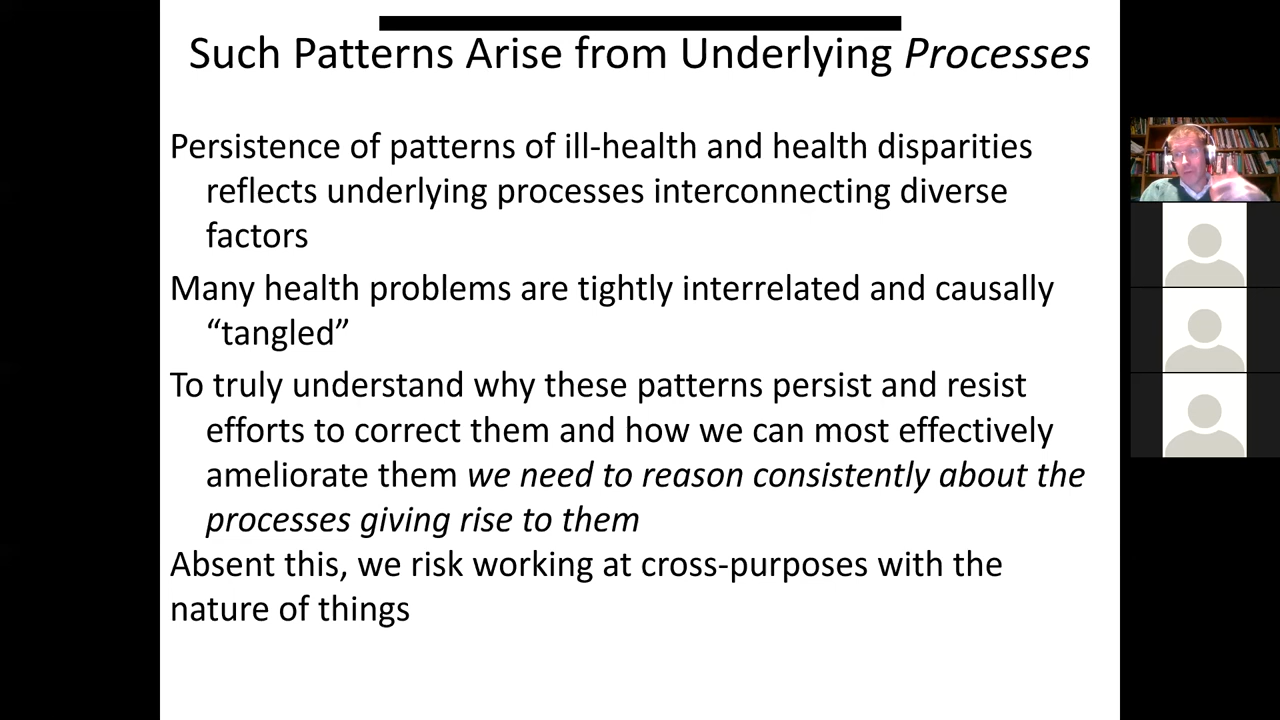 Such Patterns Arise from Underlying Processes
Persistence of patterns of ill-health and health disparities
reflects underlying processes interconnecting diverse
factors
Many health problems are tightly interrelated and causally
“tangled”
To truly understand why these patterns persist and resist
efforts to correct them and how we can most effectively
ameliorate them we need to reason consistently about the
processes giving rise to them
Absent this, we risk working at cross-purposes with the
nature of things